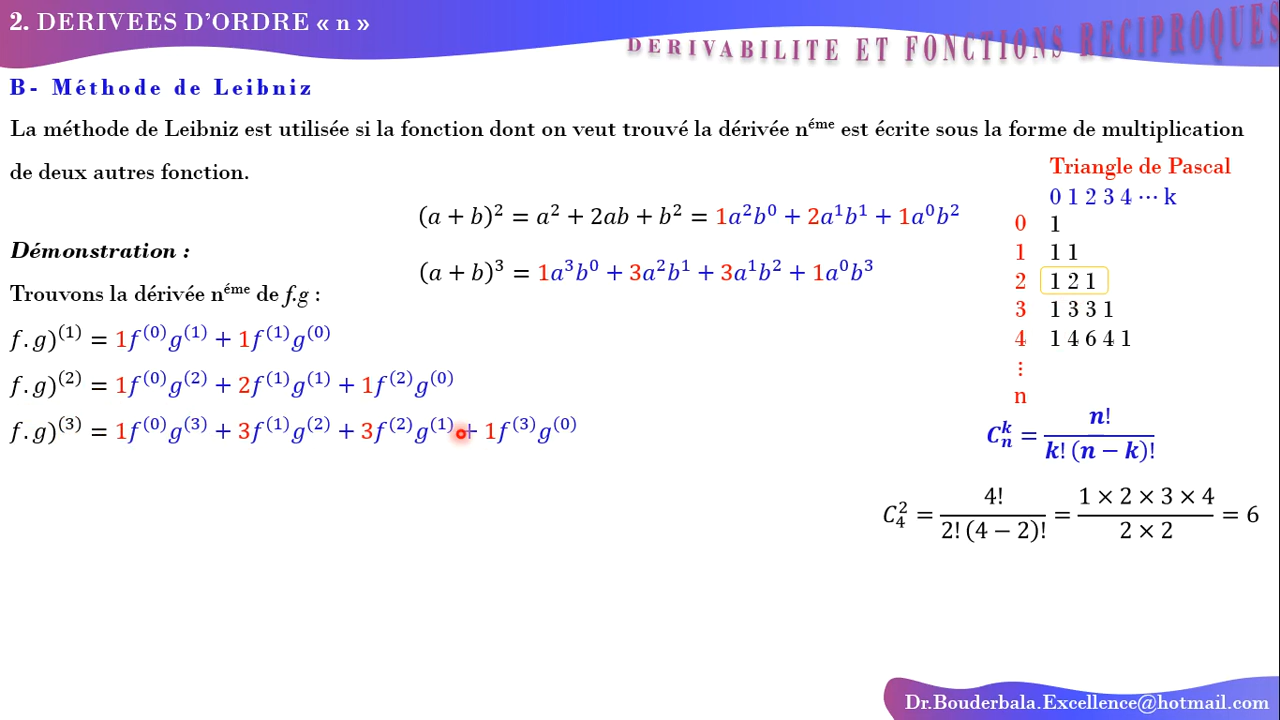 2. DERIVEES D'ORDRE « n »
DERIVABILITE ET FONCTIONS RECIPROQUES
B- Méthode de Leibniz
La méthode de Leibniz est utilisée si la fonction dont on veut trouvé la dérivée nᵉ́ᵐᵉ est écrite sous la forme de multiplication
de deux autres fonction.
Triangle de Pascal
0 1 2 3 4 ⋯ k
(a + b)² = a² + 2ab + b² = 1a²b⁰ + 2a¹b¹ + 1a⁰b²
0 1
Démonstration :
1 1 1
(a + b)³ = 1a³b⁰ + 3a²b¹ + 3a¹b² + 1a⁰b³
2 1 2 1
Trouvons la dérivée nᵉ́ᵐᵉ de f.g :
3 1 3 3 1
f.g)⁽¹⁾ = 1f⁽⁰⁾g⁽¹⁾ + 1f⁽¹⁾g⁽⁰⁾
4 1 4 6 4 1
⋮
f.g)⁽²⁾ = 1f⁽⁰⁾g⁽²⁾ + 2f⁽¹⁾g⁽¹⁾ + 1f⁽²⁾g⁽⁰⁾
n
f.g)⁽³⁾ = 1f⁽⁰⁾g⁽³⁾ + 3f⁽¹⁾g⁽²⁾ + 3f⁽²⁾g⁽¹⁾ + 1f⁽³⁾g⁽⁰⁾
Cₙᵏ = n! / k! (n − k)!
C₄² = 4! / 2! (4 − 2)! = 1 × 2 × 3 × 4 / 2 × 2 = 6
Dr.Bouderbala.Excellence@hotmail.com